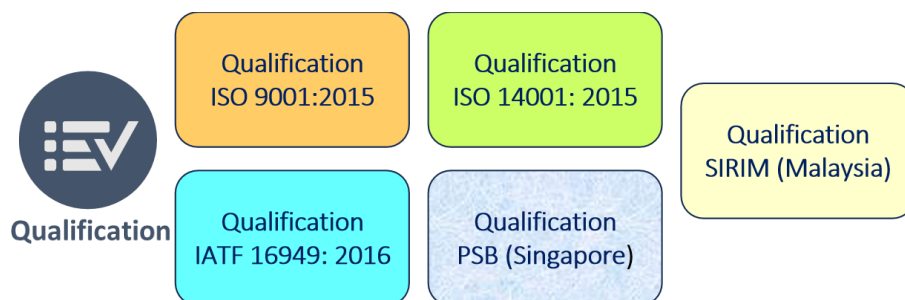 Qualification
ISO 9001:2015
Qualification
ISO 14001: 2015
Qualification
SIRIM (Malaysia)
Qualification
Qualification
IATF 16949: 2016
Qualification
PSB (Singapore)